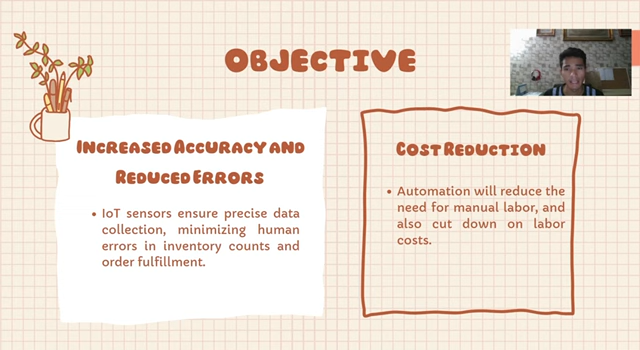 OBJECTIVE
INCREASED ACCURACY AND
REDUCED ERRORS
• IoT sensors ensure precise data
collection, minimizing human
errors in inventory counts and
order fulfillment.
COST REDUCTION
• Automation will reduce the
need for manual labor, and
also cut down on labor
costs.